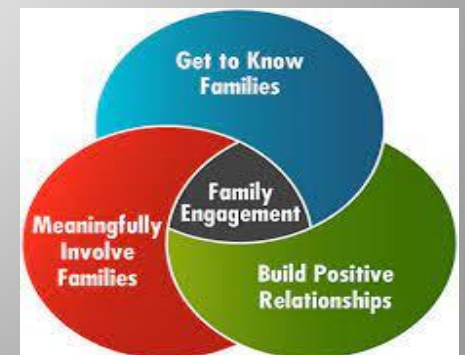 Get to Know
Families
Family
Engagement
Meaningfully
Involve
Families
Build Positive
Relationships